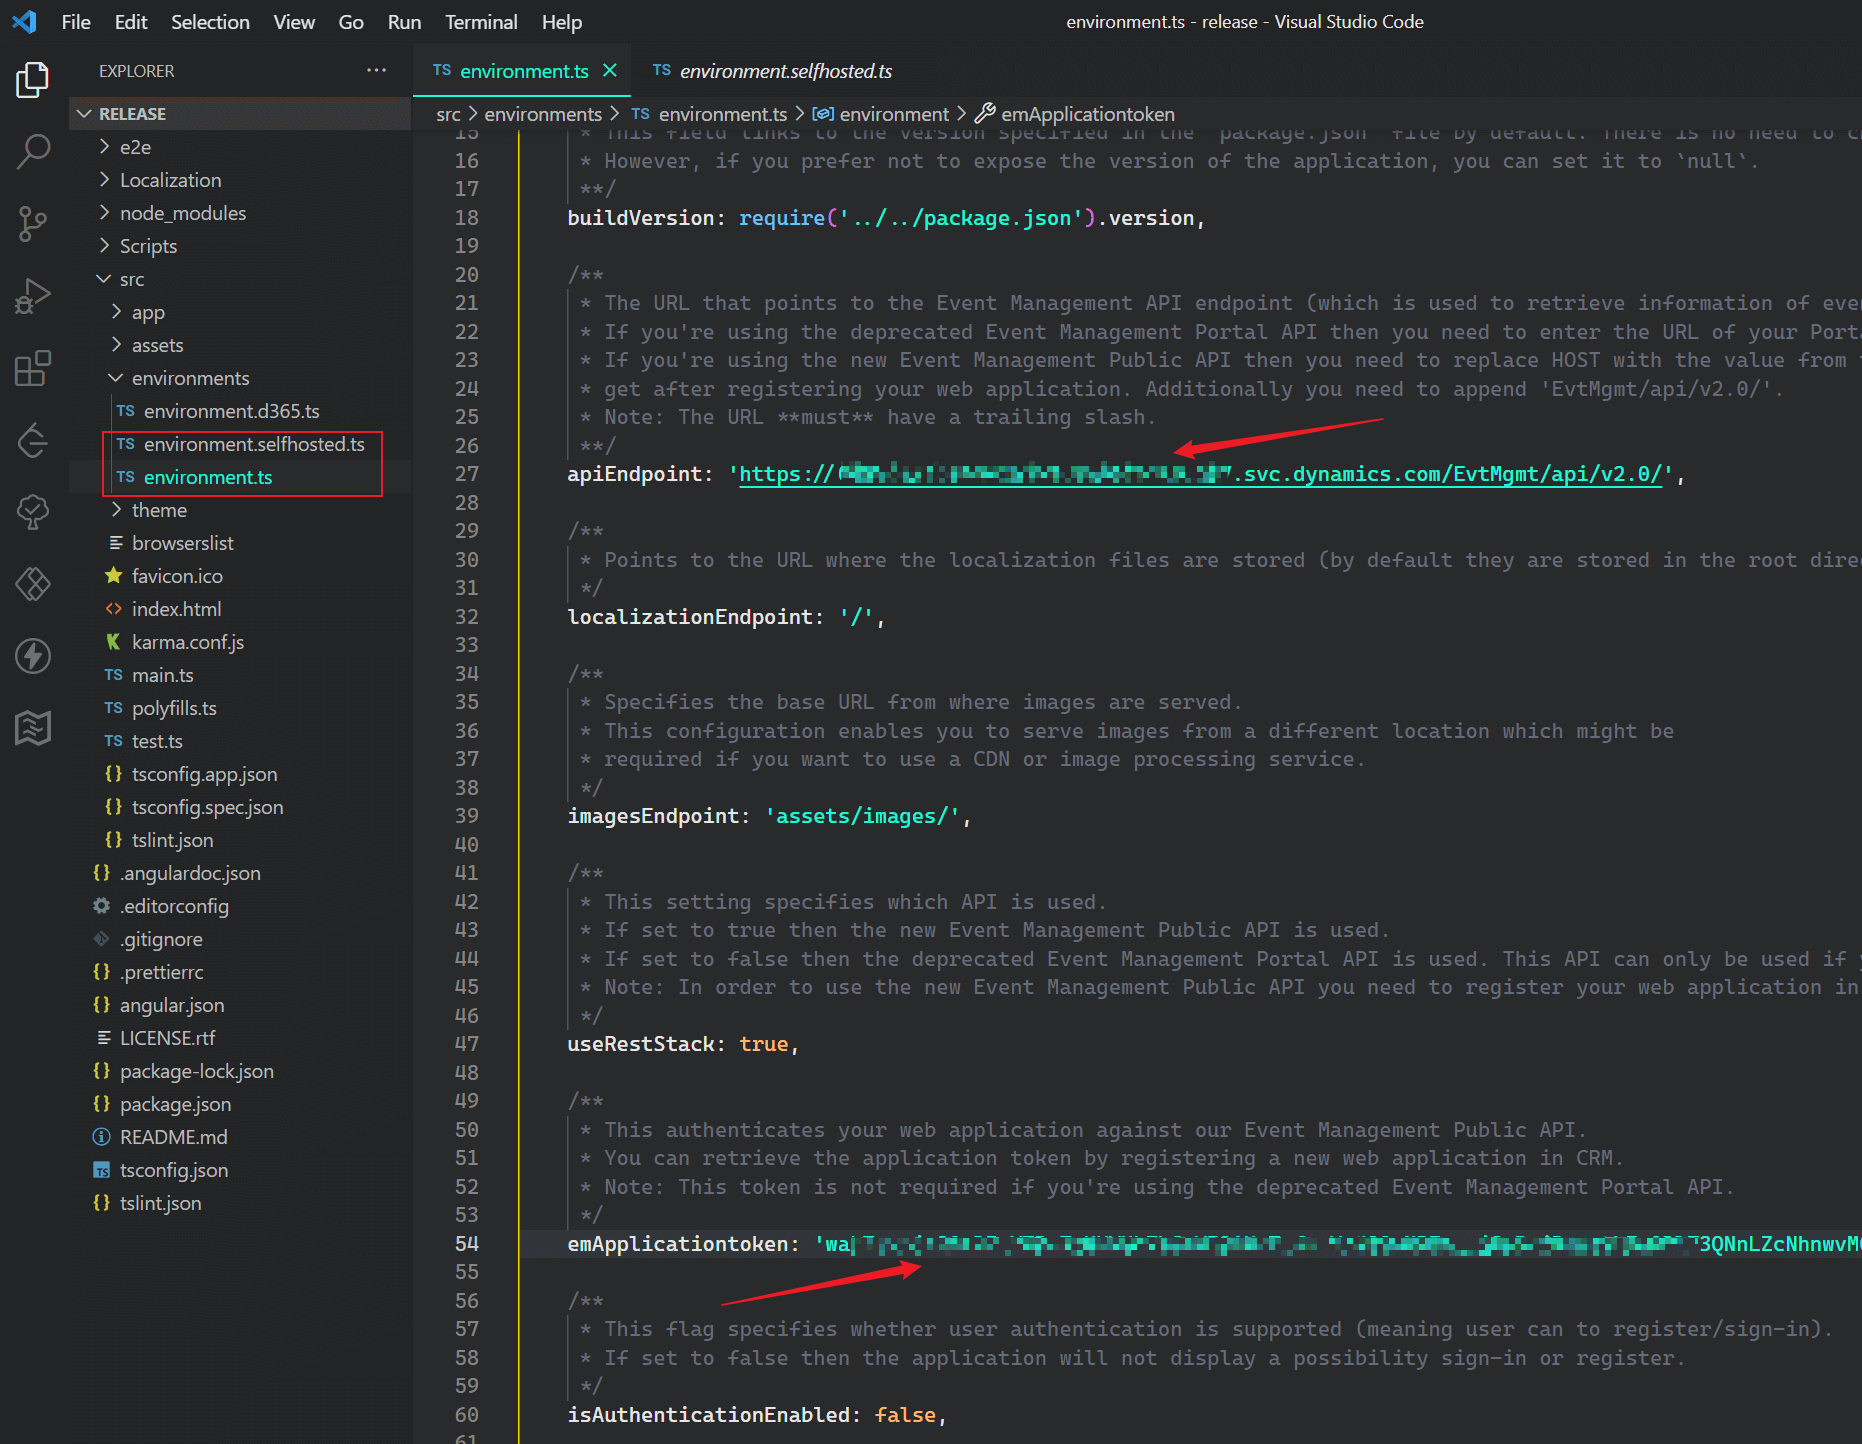 File Edit Selection View Go Run Terminal Help
environment.ts - release - Visual Studio Code
EXPLORER
RELEASE
e2e
Localization
node_modules
Scripts
src
app
assets
environments
TS environment.d365.ts
TS environment.selfhosted.ts
TS environment.ts
theme
browserslist
favicon.ico
index.html
karma.conf.js
TS main.ts
TS polyfills.ts
TS test.ts
{} tsconfig.app.json
{} tsconfig.spec.json
{} tslint.json
{} .angulardoc.json
.editorconfig
.gitignore
{} .prettierrc
{} angular.json
LICENSE.rtf
{} package-lock.json
{} package.json
README.md
TS tsconfig.json
{} tslint.json
TS environment.ts
TS environment.selfhosted.ts
src > environments > TS environment.ts > environment > emApplicationtoken
15 * This field links to the version specified in the `package.json` file by default. There is no need to
16 * However, if you prefer not to expose the version of the application, you can set it to `null`.
17 **/
18 buildVersion: require('../../package.json').version,
19
20 /**
21 * The URL that points to the Event Management API endpoint (which is used to retrieve information of
22 * If you're using the deprecated Event Management Portal API then you need to enter the URL of your
23 * If you're using the new Event Management Public API then you need to replace HOST with the value from
24 * get after registering your web application. Additionally you need to append 'EvtMgmt/api/v2.0/'.
25 * Note: The URL **must** have a trailing slash.
26 **/
27 apiEndpoint: 'https:// .svc.dynamics.com/EvtMgmt/api/v2.0/',
28
29 /**
30 * Points to the URL where the localization files are stored (by default they are stored in the root
31 */
32 localizationEndpoint: '/',
33
34 /**
35 * Specifies the base URL from where images are served.
36 * This configuration enables you to serve images from a different location which might be
37 * required if you want to use a CDN or image processing service.
38 */
39 imagesEndpoint: 'assets/images/',
40
41 /**
42 * This setting specifies which API is used.
43 * If set to true then the new Event Management Public API is used.
44 * If set to false then the deprecated Event Management Portal API is used. This API can only be used if
45 * Note: In order to use the new Event Management Public API you need to register your web application in
46 */
47 useRestStack: true,
48
49 /**
50 * This authenticates your web application against our Event Management Public API.
51 * You can retrieve the application token by registering a new web application in CRM.
52 * Note: This token is not required if you're using the deprecated Event Management Portal API.
53 */
54 emApplicationtoken: 'wa 3QNnLZcNhnwvM
55
56 /**
57 * This flag specifies whether user authentication is supported (meaning user can to register/sign-in).
58 * If set to false then the application will not display a possibility sign-in or register.
59 */
60 isAuthenticationEnabled: false,
61